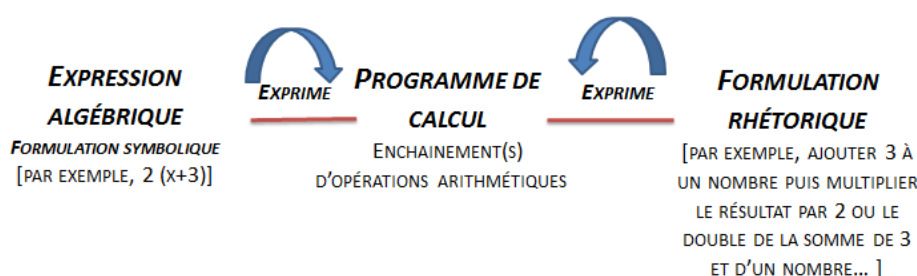 EXPRESSION
ALGÉBRIQUE
FORMULATION SYMBOLIQUE
[PAR EXEMPLE, 2 (X+3)]
EXPRIME
PROGRAMME DE
CALCUL
ENCHAINEMENT(S)
D'OPÉRATIONS ARITHMÉTIQUES
EXPRIME
FORMULATION
RHÉTORIQUE
[PAR EXEMPLE, AJOUTER 3 À
UN NOMBRE PUIS MULTIPLIER
LE RÉSULTAT PAR 2 OU LE
DOUBLE DE LA SOMME DE 3
ET D'UN NOMBRE... ]